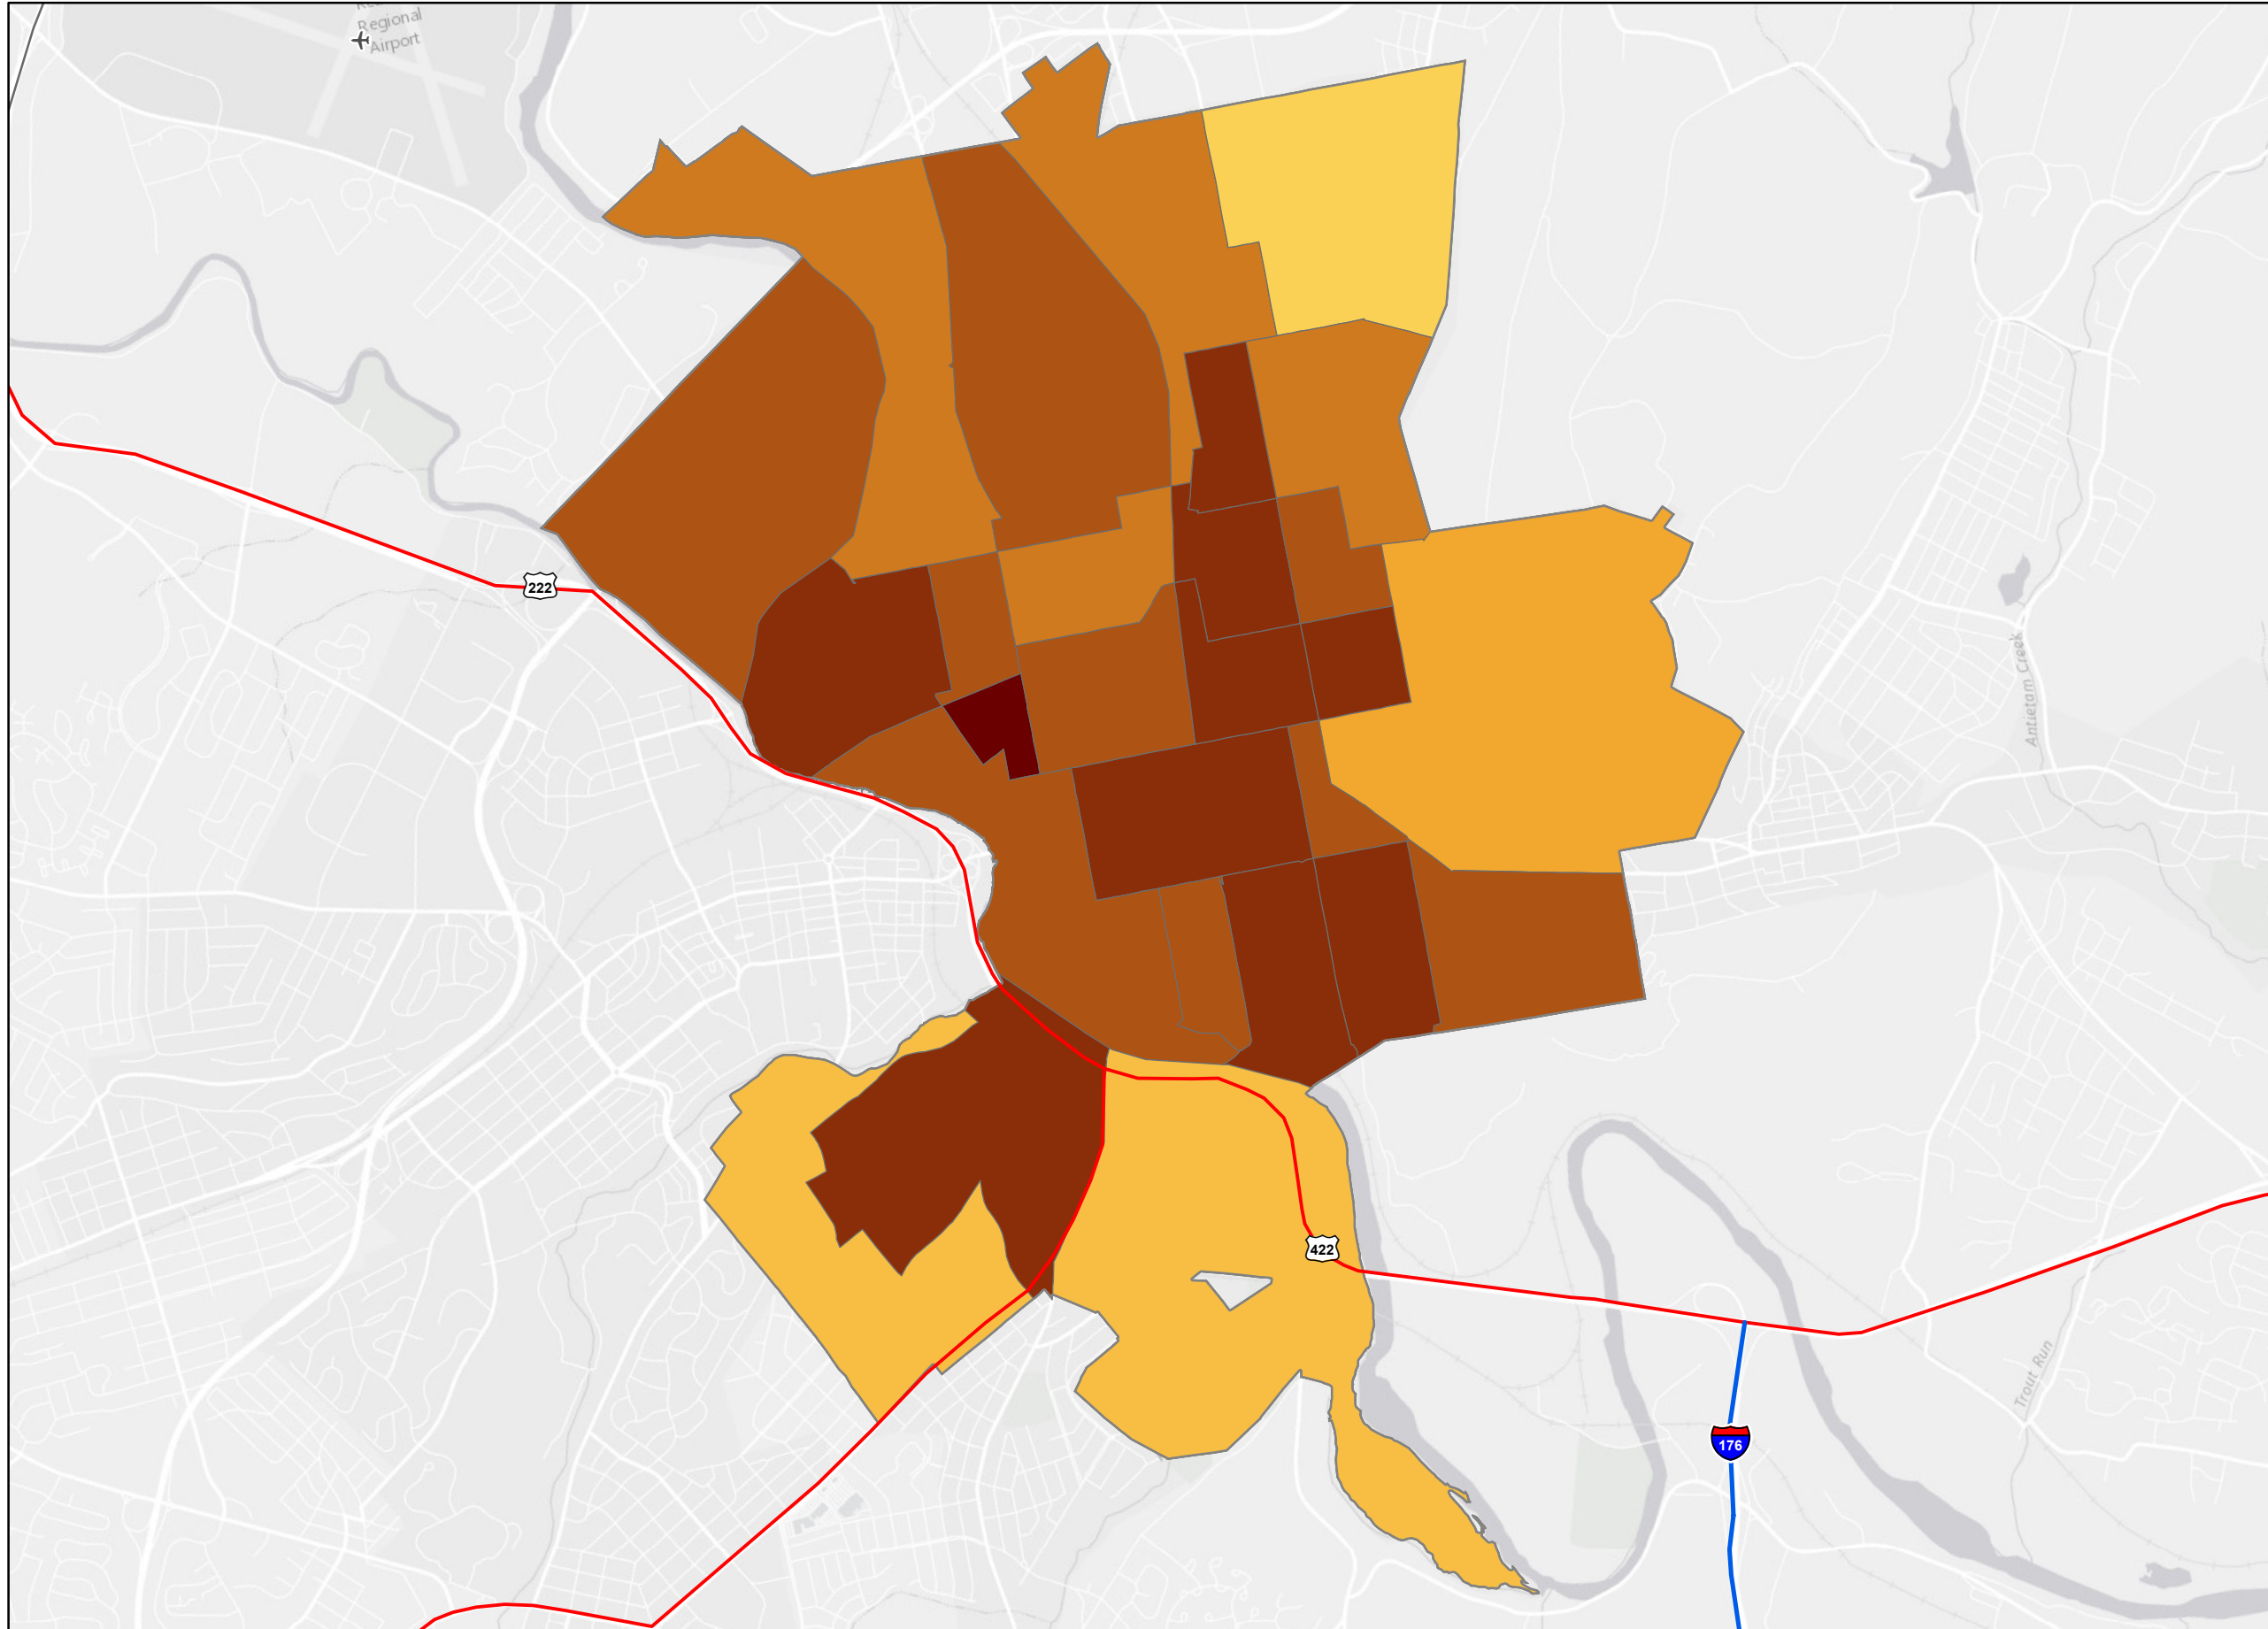 Regional
Airport
222
Antietam Creek
422
Trout Run
176